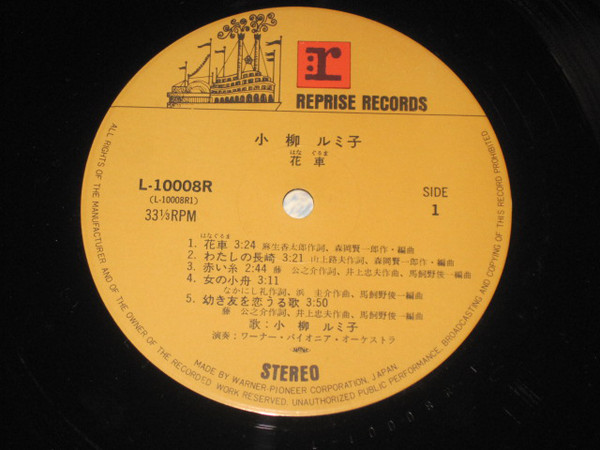 r:
REPRISE RECORDS
小 柳 ルミ子
はな ぐるま
花 車
L-10008R
(L-10008R1)
33⅓RPM
SIDE
1
はなぐるま
1. 花車 3:24 麻生香太郎作詞、森岡賢一郎作・編曲
2. わたしの長崎 3:21 山上路夫作詞、森岡賢一郎作・編曲
3. 赤い糸 2:44 藤 公之介作詞、井上忠夫作曲、馬飼野俊一編曲
4. 女の小舟 3:11
なかにし礼作詞、浜 圭介作曲、馬飼野俊一編曲
5. 幼き友を恋うる歌 3:50
藤 公之介作詞、井上忠夫作曲、馬飼野俊一編曲
歌:小 柳 ルミ子
演奏:ワーナー・パイオニア・オーケストラ
STEREO
MADE BY WARNER-PIONEER CORPORATION, JAPAN.
ALL RIGHTS OF THE MANUFACTURER AND OF THE OWNER OF THE RECORDED WORK RESERVED. UNAUTHORIZED PUBLIC PERFORMANCE, BROADCASTING AND COPYING OF THIS RECORD PROHIBITED.